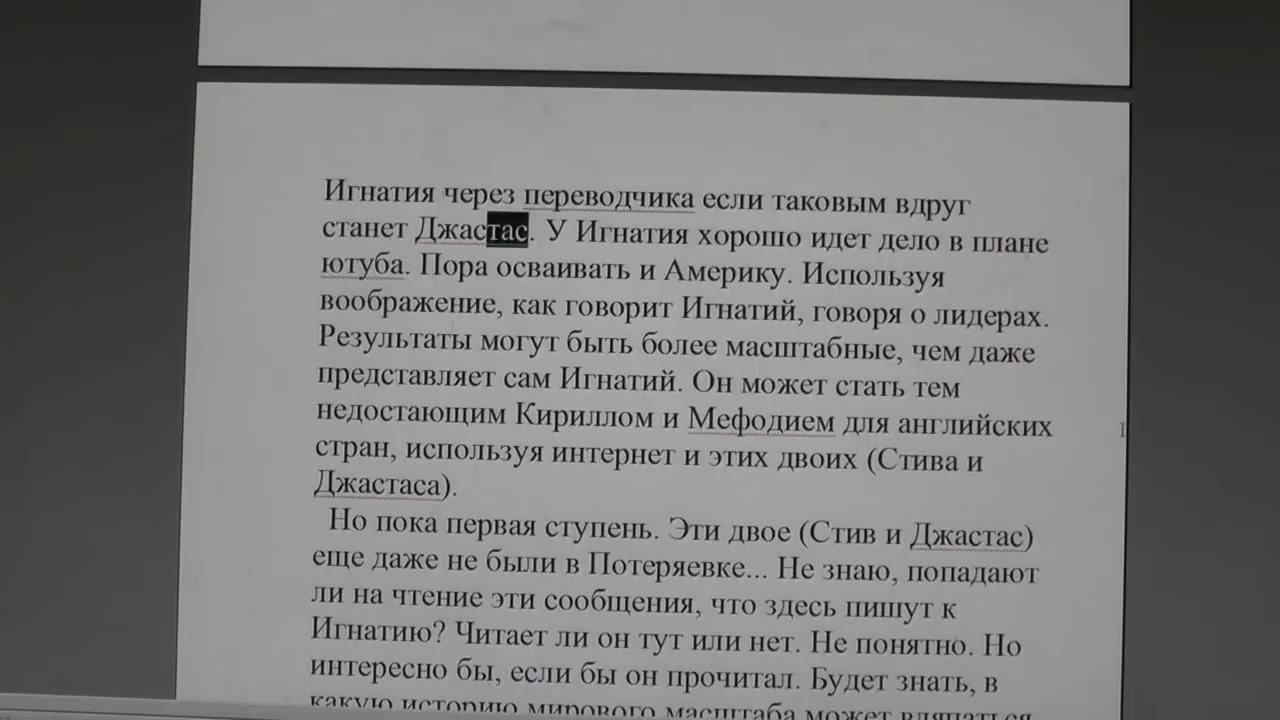 Игнатия через переводчика если таковым вдруг
станет Джастас. У Игнатия хорошо идет дело в плане
ютуба. Пора осваивать и Америку. Используя
воображение, как говорит Игнатий, говоря о лидерах.
Результаты могут быть более масштабные, чем даже
представляет сам Игнатий. Он может стать тем
недостающим Кириллом и Мефодием для английских
стран, используя интернет и этих двоих (Стива и
Джастаса).
Но пока первая ступень. Эти двое (Стив и Джастас)
еще даже не были в Потеряевке... Не знаю, попадают
ли на чтение эти сообщения, что здесь пишут к
Игнатию? Читает ли он тут или нет. Не понятно. Но
интересно бы, если бы он прочитал. Будет знать, в
какую историю мирового масштаба может вляпаться